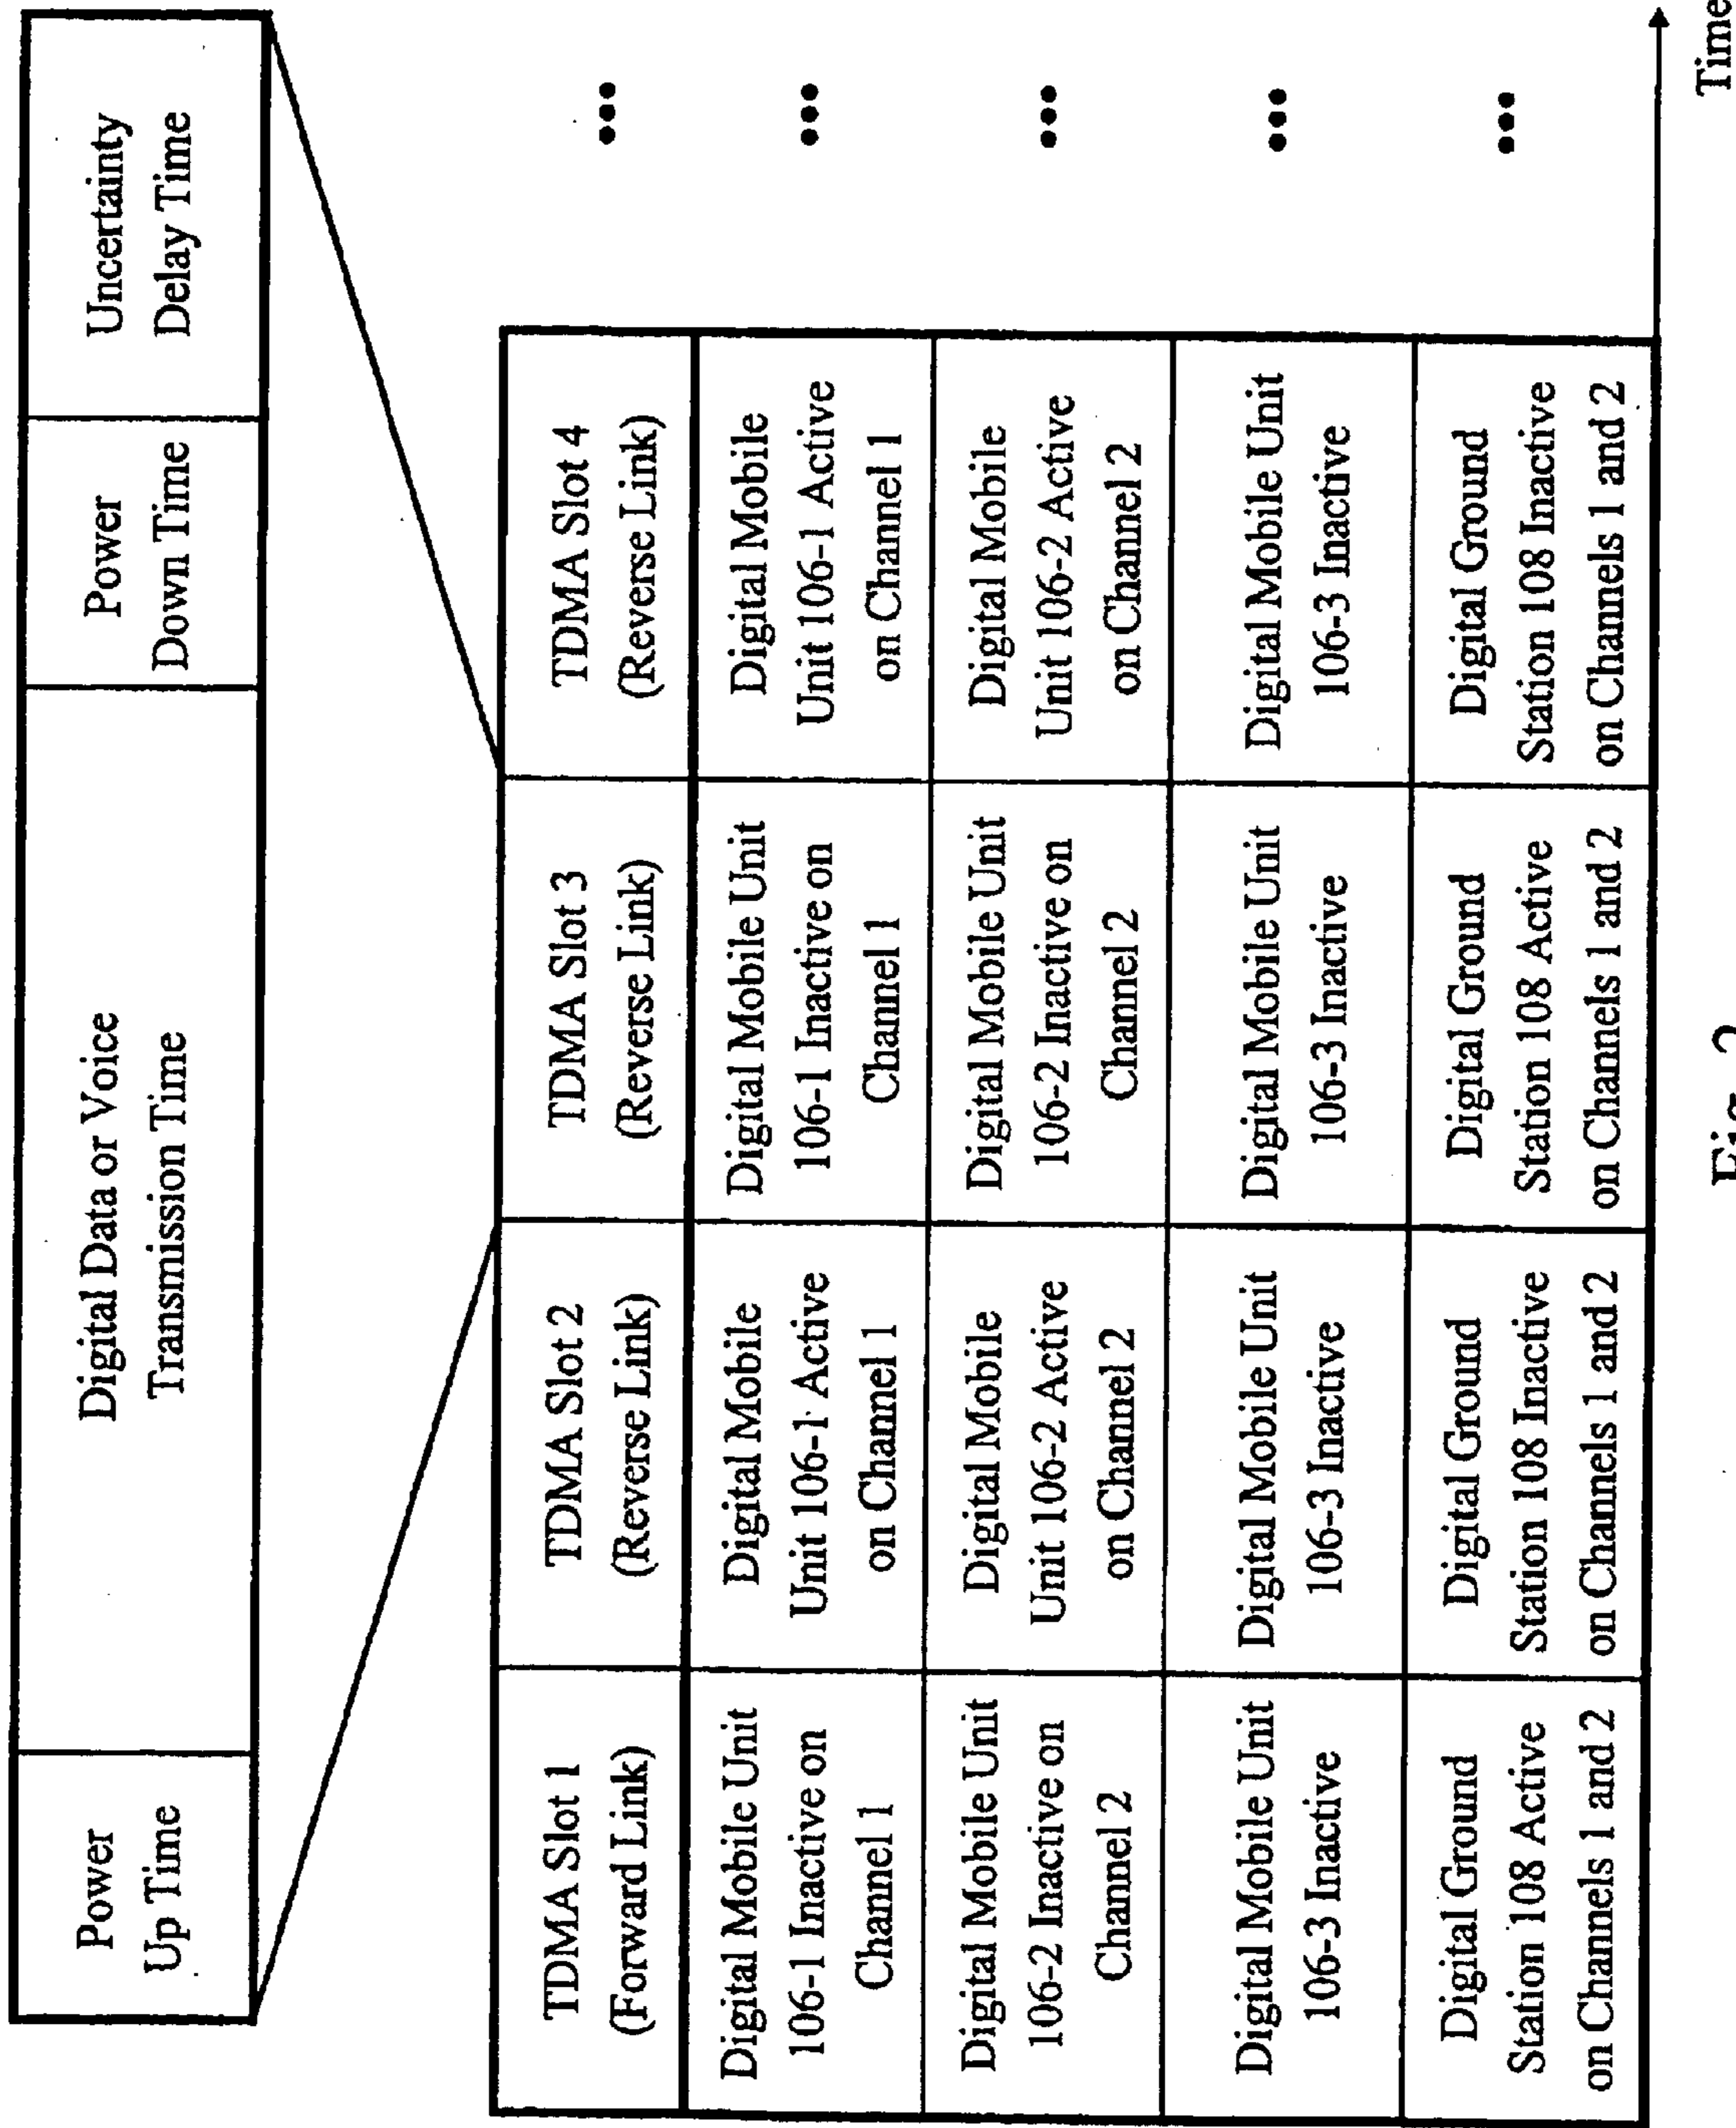 Power
Up Time
Digital Data or Voice
Transmission Time
Power
Down Time
Uncertainty
Delay Time
TDMA Slot 1
(Forward Link)
TDMA Slot 2
(Reverse Link)
TDMA Slot 3
(Reverse Link)
TDMA Slot 4
(Reverse Link)
•••
Digital Mobile Unit
106-1 Inactive on
Channel 1
Digital Mobile
Unit 106-1 Active
on Channel 1
Digital Mobile Unit
106-1 Inactive on
Channel 1
Digital Mobile
Unit 106-1 Active
on Channel 1
•••
Digital Mobile Unit
106-2 Inactive on
Channel 2
Digital Mobile
Unit 106-2 Active
on Channel 2
Digital Mobile Unit
106-2 Inactive on
Channel 2
Digital Mobile
Unit 106-2 Active
on Channel 2
•••
Digital Mobile Unit
106-3 Inactive
Digital Mobile Unit
106-3 Inactive
Digital Mobile Unit
106-3 Inactive
Digital Mobile Unit
106-3 Inactive
•••
Digital Ground
Station 108 Active
on Channels 1 and 2
Digital Ground
Station 108 Inactive
on Channels 1 and 2
Digital Ground
Station 108 Active
on Channels 1 and 2
Digital Ground
Station 108 Inactive
on Channels 1 and 2
•••
Time
Fig. 2